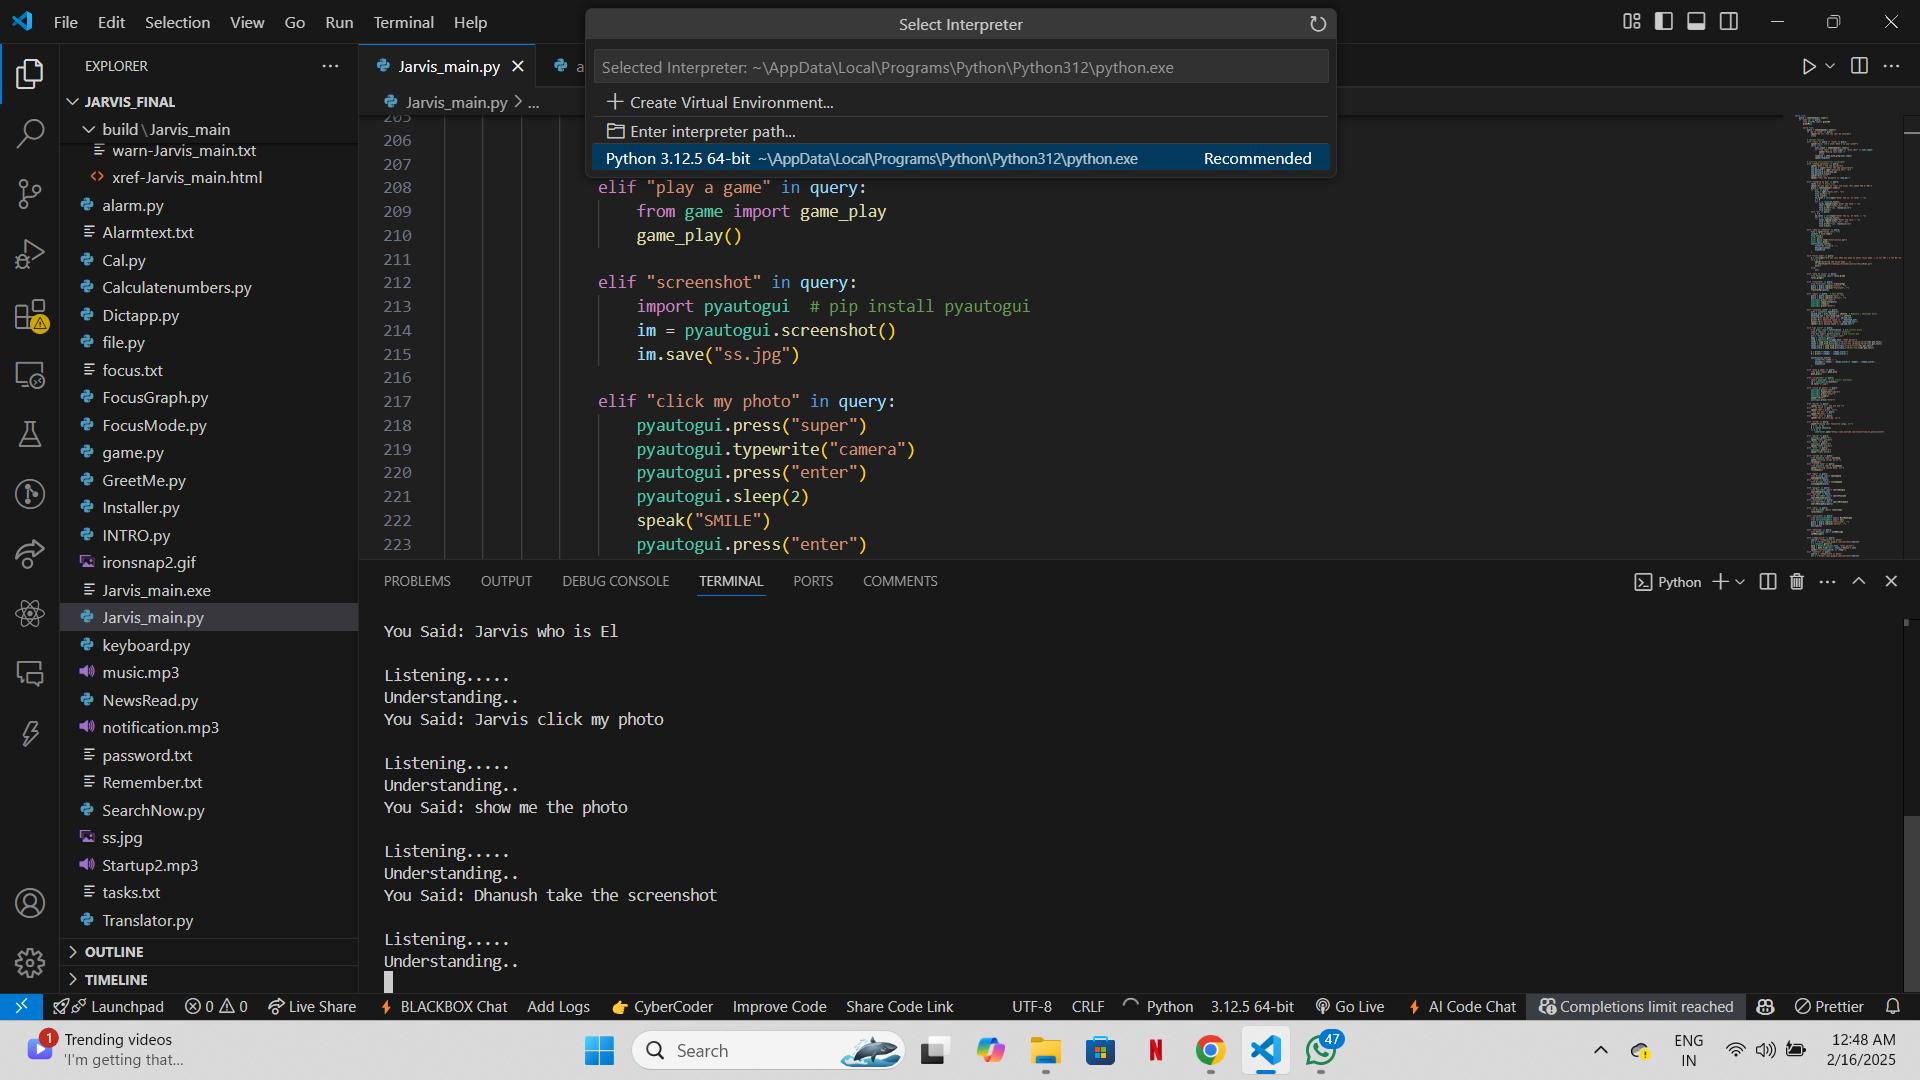 File Edit Selection View Go Run Terminal Help
Select Interpreter
Selected Interpreter: ~\AppData\Local\Programs\Python\Python312\python.exe
Create Virtual Environment...
Enter interpreter path...
Python 3.12.5 64-bit ~\AppData\Local\Programs\Python\Python312\python.exe Recommended
EXPLORER
JARVIS_FINAL
build\Jarvis_main
warn-Jarvis_main.txt
xref-Jarvis_main.html
alarm.py
Alarmtext.txt
Cal.py
Calculatenumbers.py
Dictapp.py
file.py
focus.txt
FocusGraph.py
FocusMode.py
game.py
GreetMe.py
Installer.py
INTRO.py
ironsnap2.gif
Jarvis_main.exe
Jarvis_main.py
keyboard.py
music.mp3
NewsRead.py
notification.mp3
password.txt
Remember.txt
SearchNow.py
ss.jpg
Startup2.mp3
tasks.txt
Translator.py
OUTLINE
TIMELINE
Jarvis_main.py
Jarvis_main.py > ...
205
206
207
208 elif "play a game" in query:
209 from game import game_play
210 game_play()
211
212 elif "screenshot" in query:
213 import pyautogui # pip install pyautogui
214 im = pyautogui.screenshot()
215 im.save("ss.jpg")
216
217 elif "click my photo" in query:
218 pyautogui.press("super")
219 pyautogui.typewrite("camera")
220 pyautogui.press("enter")
221 pyautogui.sleep(2)
222 speak("SMILE")
223 pyautogui.press("enter")
PROBLEMS OUTPUT DEBUG CONSOLE TERMINAL PORTS COMMENTS
Python
You Said: Jarvis who is El
Listening.....
Understanding..
You Said: Jarvis click my photo
Listening.....
Understanding..
You Said: show me the photo
Listening.....
Understanding..
You Said: Dhanush take the screenshot
Listening.....
Understanding..
Launchpad 0 0 Live Share BLACKBOX Chat Add Logs CyberCoder Improve Code Share Code Link UTF-8 CRLF Python 3.12.5 64-bit Go Live AI Code Chat Completions limit reached Prettier
1
Trending videos
'I'm getting that...
Search
N
47
ENG
IN
12:48 AM
2/16/2025